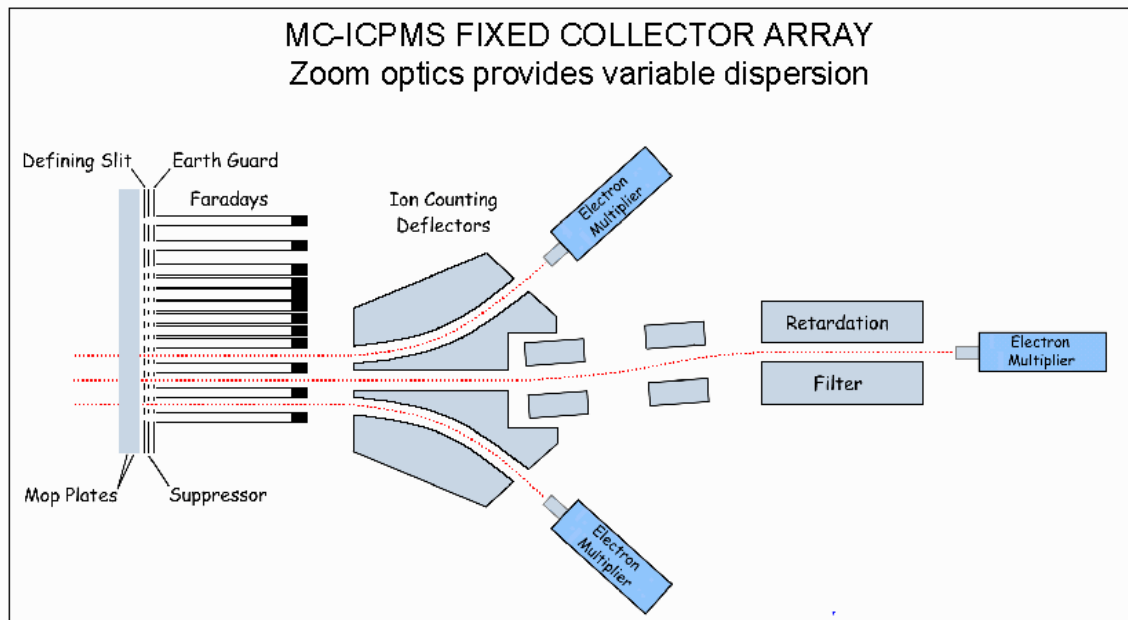 MC-ICPMS FIXED COLLECTOR ARRAY
Zoom optics provides variable dispersion
Defining Slit
Earth Guard
Faradays
Ion Counting
Deflectors
Electron
Multiplier
Retardation
Filter
Electron
Multiplier
Mop Plates
Suppressor
Electron
Multiplier